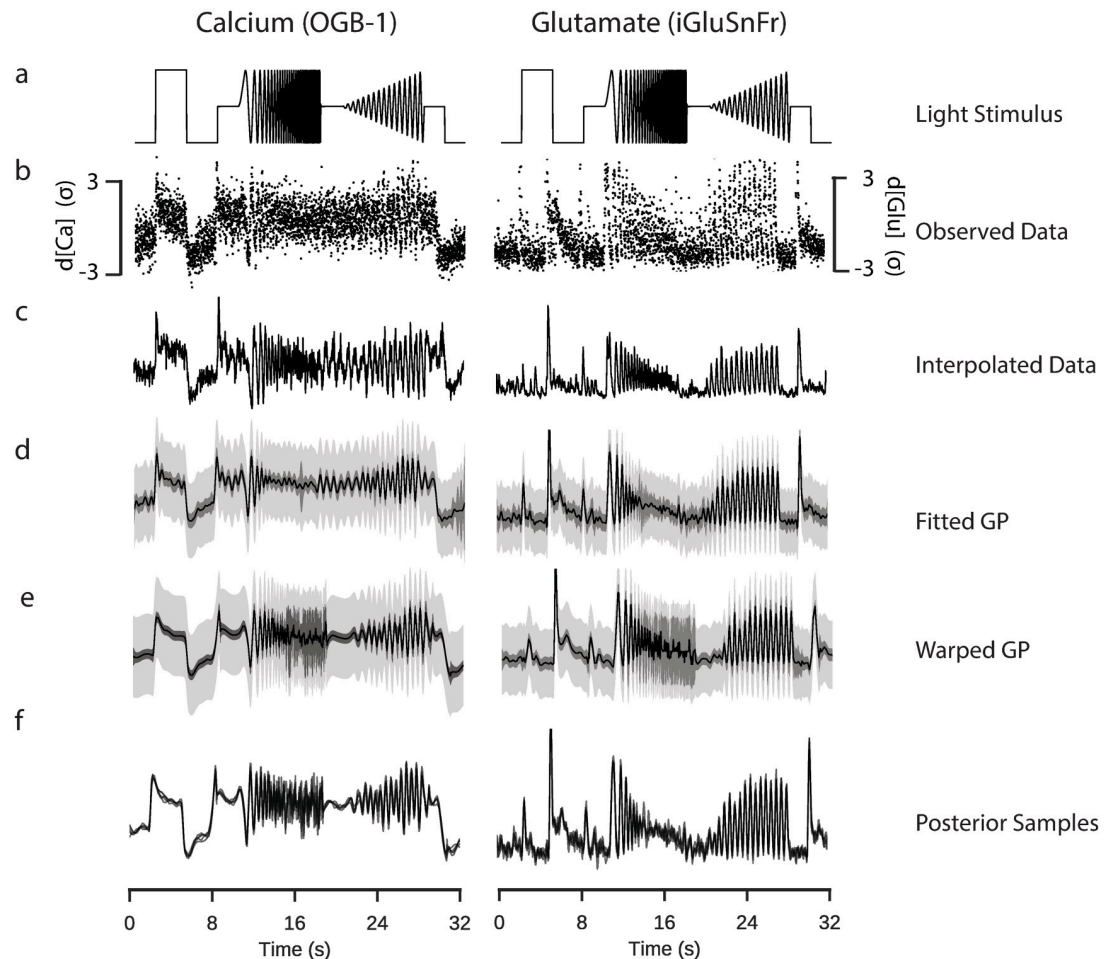 Calcium (OGB-1) Glutamate (iGluSnFr)
a
Light Stimulus
b
3
d[Ca] (σ)
-3
3
d[Glu] (σ)
-3
Observed Data
c
Interpolated Data
d
Fitted GP
e
Warped GP
f
Posterior Samples
0 8 16 24 32 0 8 16 24 32
Time (s) Time (s)